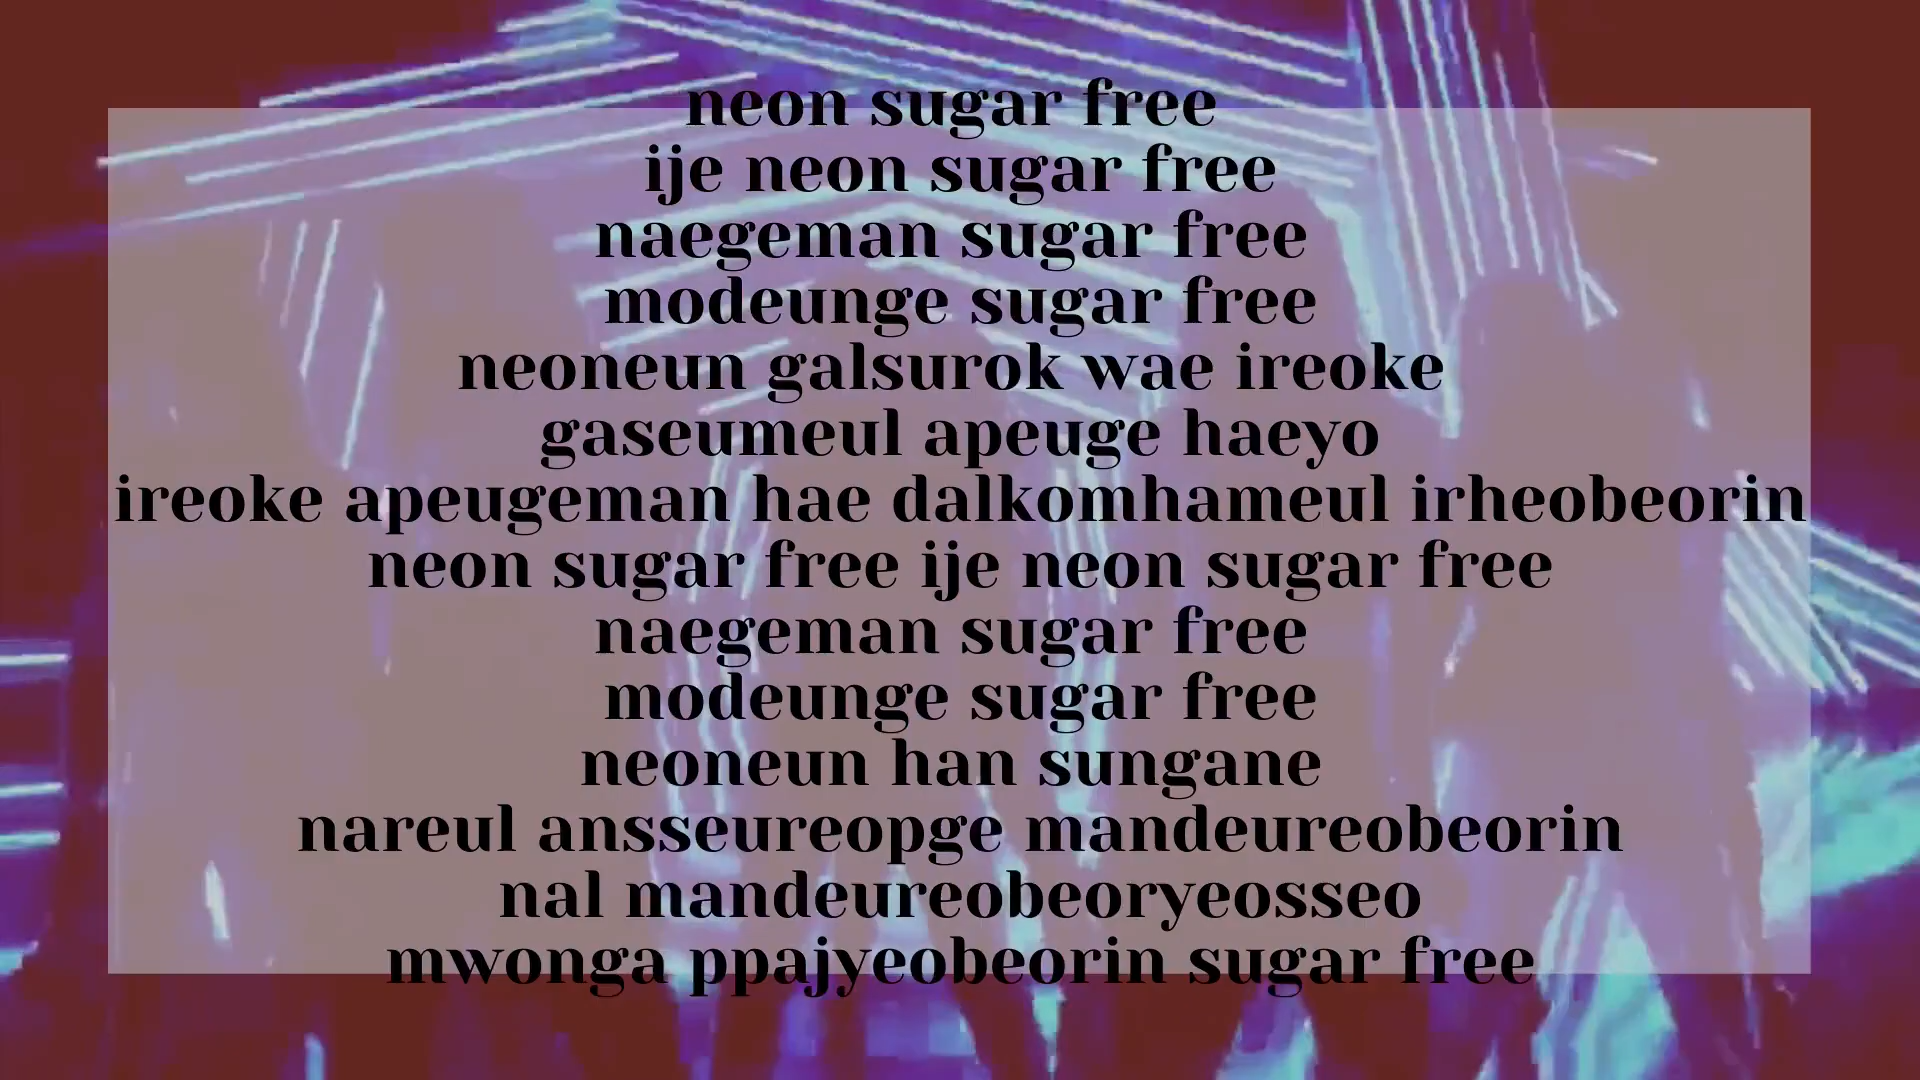 neon sugar free
ije neon sugar free
naegeman sugar free
modeunge sugar free
neoneun galsurok wae ireoke
gaseumeul apeuge haeyo
ireoke apeugeman hae dalkomhameul irheobeorin
neon sugar free ije neon sugar free
naegeman sugar free
modeunge sugar free
neoneun han sungane
nareul ansseureopge mandeureobeorin
nal mandeureobeoryeosseo
mwonga ppajyeobeorin sugar free